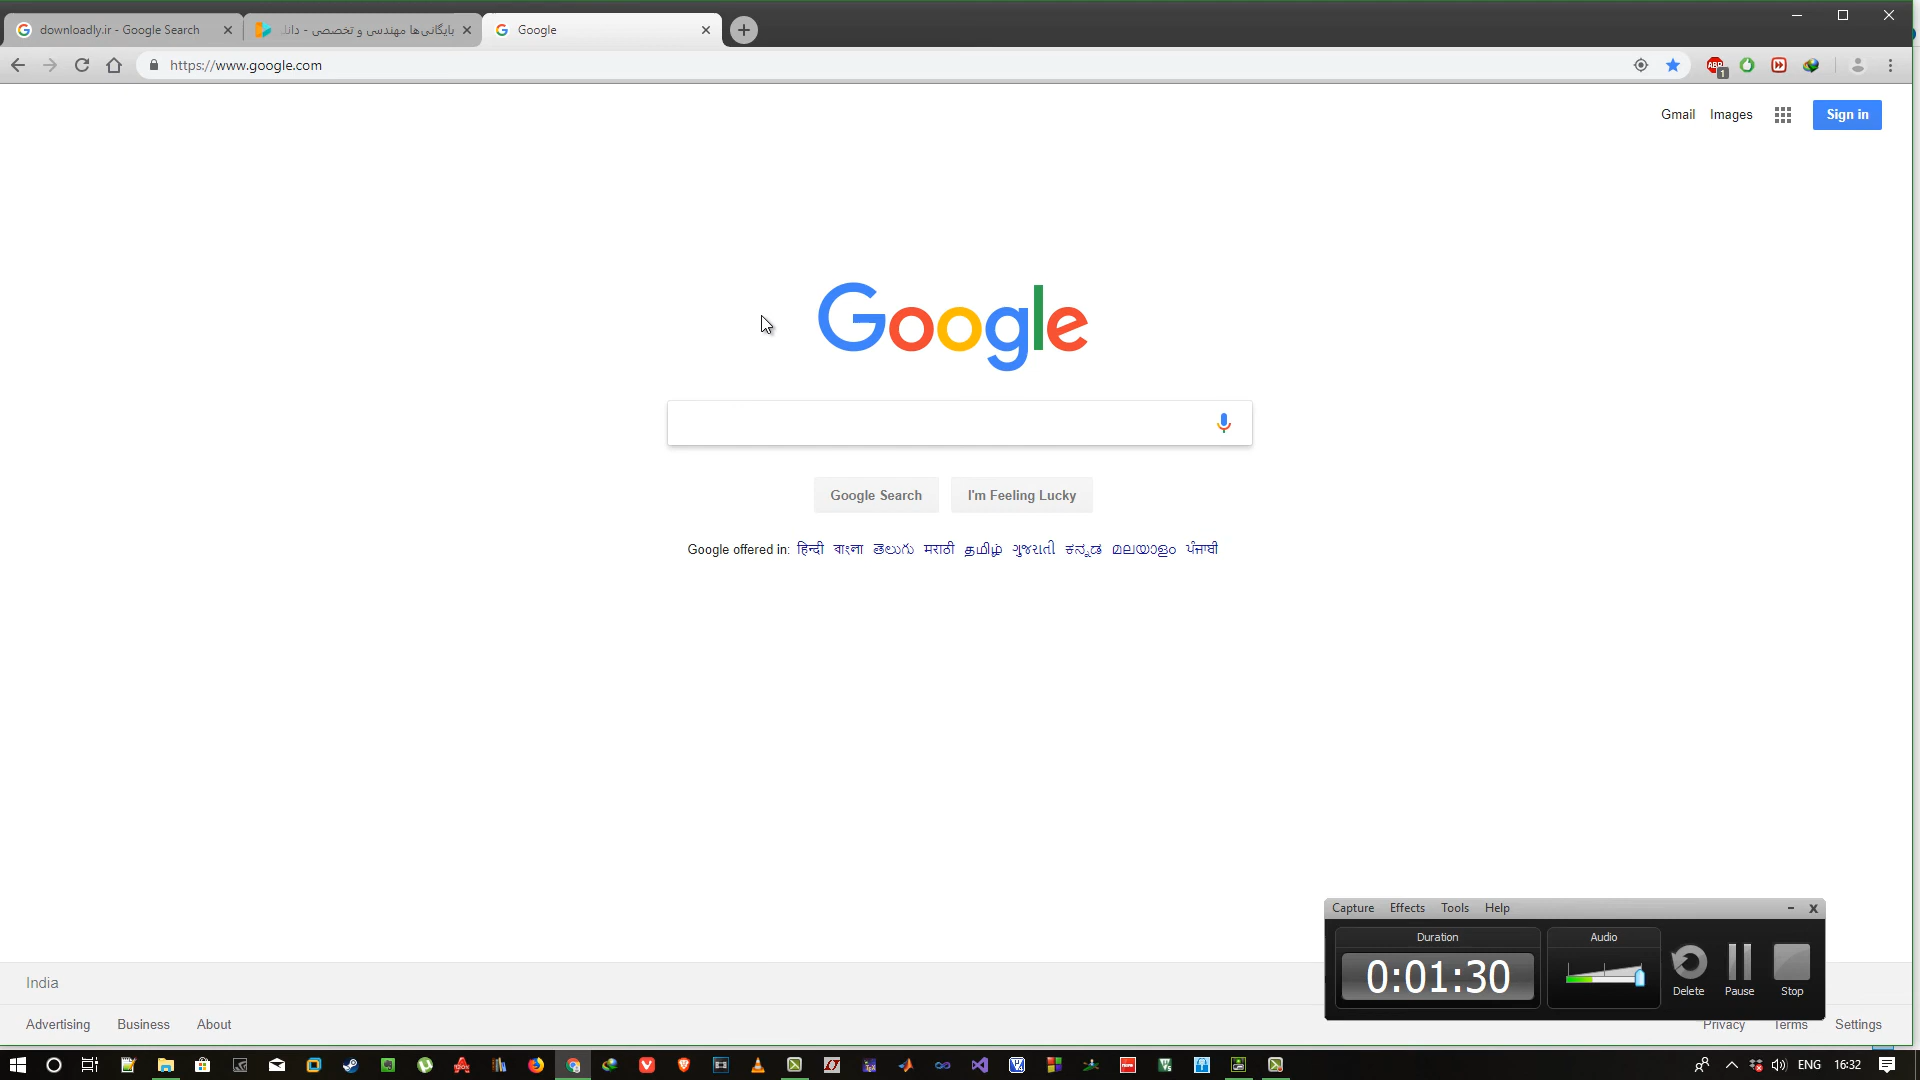 downloadly.ir - Google Search
بایگانی‌ها مهندسی و تخصصی - دانل
Google
https://www.google.com
ABP
1
Gmail
Images
Sign in
Google
Google Search
I'm Feeling Lucky
Google offered in: हिन्दी বাংলা తెలుగు मराठी தமிழ் ગુજરાતી ಕನ್ನಡ മലയാളം ਪੰਜਾਬੀ
Capture Effects Tools Help
Duration
Audio
0:01:30
Delete
Pause
Stop
India
Advertising
Business
About
Privacy
Terms
Settings
ENG
16:32